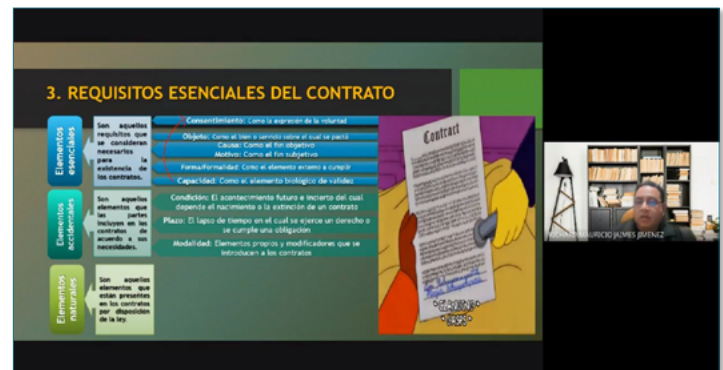 3. REQUISITOS ESENCIALES DEL CONTRATO
Elementos
esenciales
Son aquellos
requisitos que
se consideran
necesarios
para la
existencia de
los contratos.
Consentimiento: Como la expresión de la voluntad
Objeto: Como el bien o servicio sobre el cual se pactó
Causa: Como el fin objetivo
Motivo: Como el fin subjetivo
Forma/Formalidad: Como el elemento externo a cumplir
Capacidad: Como el elemento biológico de validez
Elementos
accidentales
Son aquellos
elementos que
las partes
incluyen en los
contratos de
acuerdo a sus
necesidades.
Condición: El acontecimiento futuro e incierto del cual
depende el nacimiento o la extinción de un contrato
Plazo: El lapso de tiempo en el cual se ejerce un derecho o
se cumple una obligación
Modalidad: Elementos propios y modificadores que se
introducen a los contratos
Elementos
naturales
Son aquellos
elementos que
están presentes
en los contratos
por disposición
de la ley.
Contract
MAURICIO JAIMES JIMENEZ